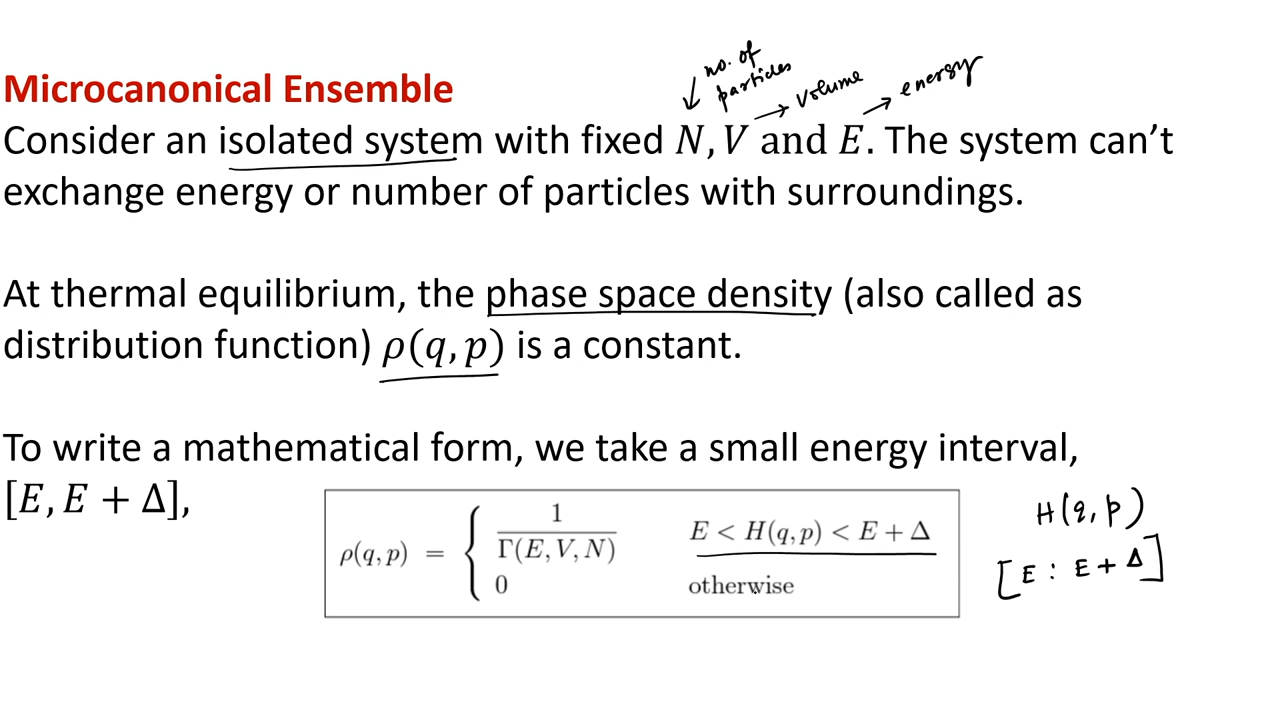 no. of
particles
volume
energy
Microcanonical Ensemble
Consider an isolated system with fixed N, V and E. The system can't
exchange energy or number of particles with surroundings.
At thermal equilibrium, the phase space density (also called as
distribution function) ρ(q, p) is a constant.
To write a mathematical form, we take a small energy interval,
[E, E + Δ],
ρ(q, p) = { 1 / Γ(E, V, N) E < H(q, p) < E + Δ
0 otherwise
H(q, p)
[E : E + Δ]